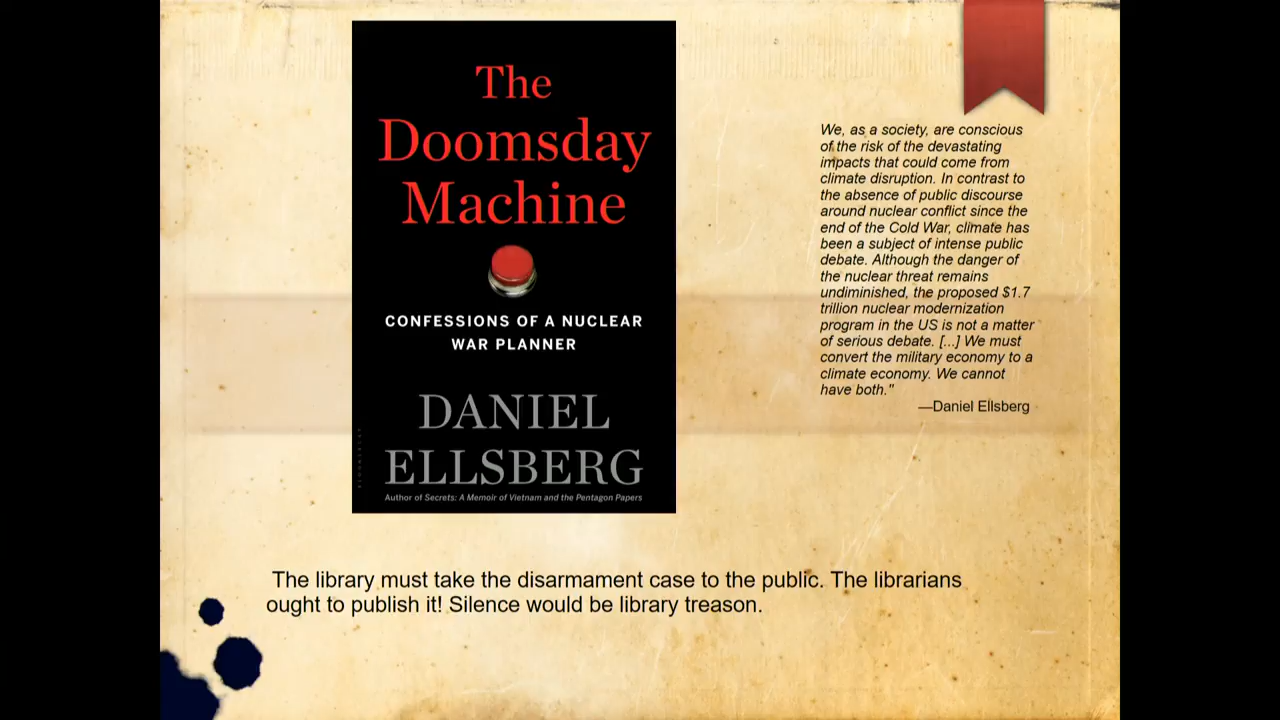 The
Doomsday
Machine
CONFESSIONS OF A NUCLEAR
WAR PLANNER
DANIEL
ELLSBERG
Author of Secrets: A Memoir of Vietnam and the Pentagon Papers
We, as a society, are conscious
of the risk of the devastating
impacts that could come from
climate disruption. In contrast to
the absence of public discourse
around nuclear conflict since the
end of the Cold War, climate has
been a subject of intense public
debate. Although the danger of
the nuclear threat remains
undiminished, the proposed $1.7
trillion nuclear modernization
program in the US is not a matter
of serious debate. [...] We must
convert the military economy to a
climate economy. We cannot
have both."
—Daniel Ellsberg
The library must take the disarmament case to the public. The librarians
ought to publish it! Silence would be library treason.